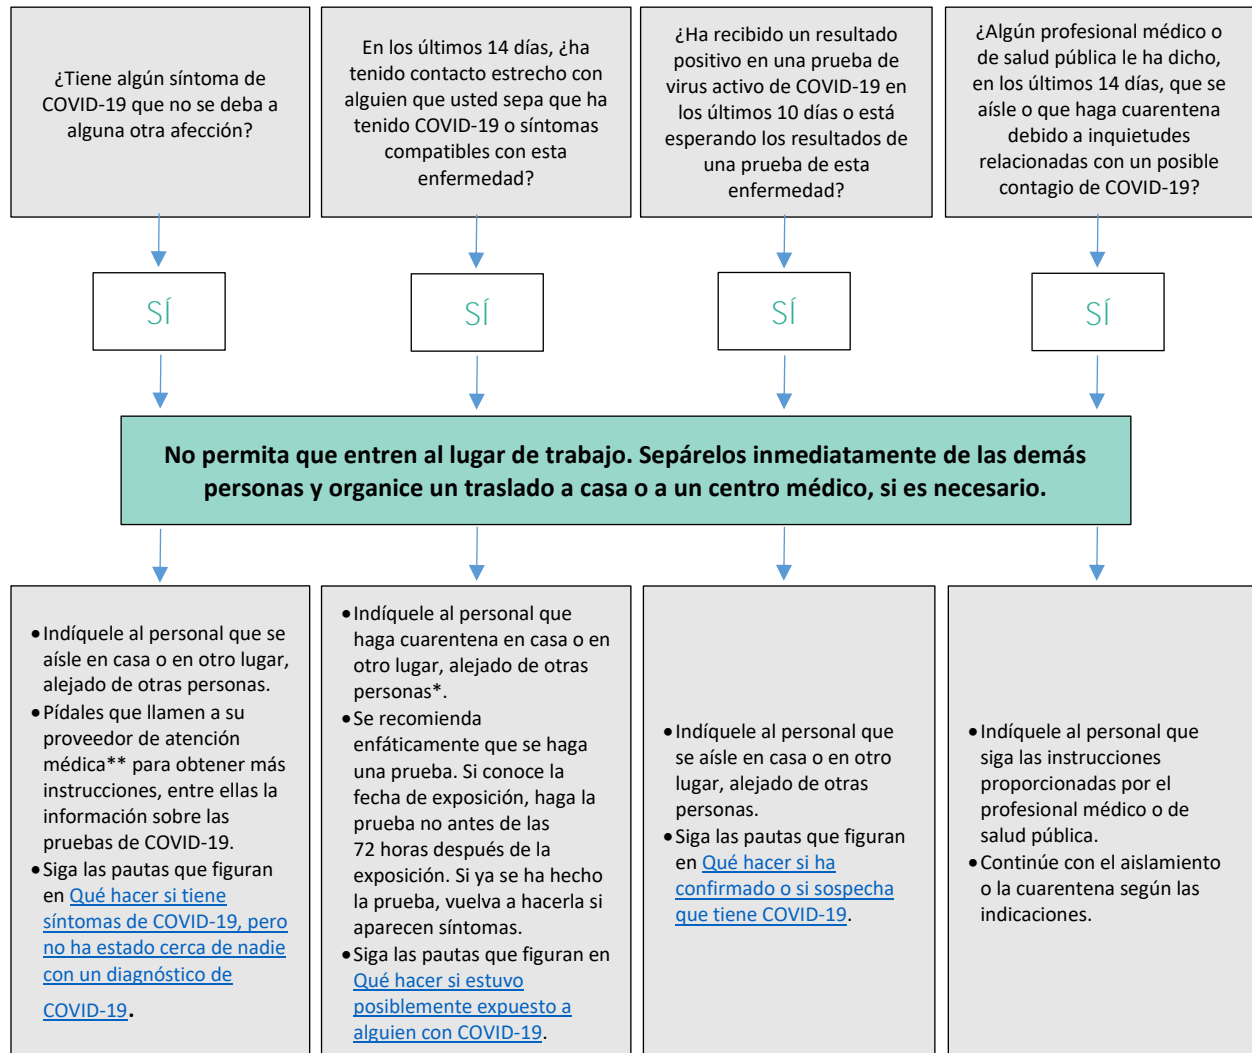 ¿Tiene algún síntoma de
COVID-19 que no se deba a
alguna otra afección?
En los últimos 14 días, ¿ha
tenido contacto estrecho con
alguien que usted sepa que ha
tenido COVID-19 o síntomas
compatibles con esta
enfermedad?
¿Ha recibido un resultado
positivo en una prueba de
virus activo de COVID-19 en
los últimos 10 días o está
esperando los resultados de
una prueba de esta
enfermedad?
¿Algún profesional médico o
de salud pública le ha dicho,
en los últimos 14 días, que se
aísle o que haga cuarentena
debido a inquietudes
relacionadas con un posible
contagio de COVID-19?
SÍ
SÍ
SÍ
SÍ
No permita que entren al lugar de trabajo. Sepárelos inmediatamente de las demás
personas y organice un traslado a casa o a un centro médico, si es necesario.
• Indíquele al personal que se
aísle en casa o en otro lugar,
alejado de otras personas.
• Pídales que llamen a su
proveedor de atención
médica** para obtener más
instrucciones, entre ellas la
información sobre las
pruebas de COVID-19.
• Siga las pautas que figuran
en Qué hacer si tiene
síntomas de COVID-19, pero
no ha estado cerca de nadie
con un diagnóstico de
COVID-19.
• Indíquele al personal que
haga cuarentena en casa o en
otro lugar, alejado de otras
personas*.
• Se recomienda
enfáticamente que se haga
una prueba. Si conoce la
fecha de exposición, haga la
prueba no antes de las
72 horas después de la
exposición. Si ya se ha hecho
la prueba, vuelva a hacerla si
aparecen síntomas.
• Siga las pautas que figuran en
Qué hacer si estuvo
posiblemente expuesto a
alguien con COVID-19.
• Indíquele al personal que
se aísle en casa o en otro
lugar, alejado de otras
personas.
• Siga las pautas que figuran
en Qué hacer si ha
confirmado o si sospecha
que tiene COVID-19.
• Indíquele al personal que
siga las instrucciones
proporcionadas por el
profesional médico o de
salud pública.
• Continúe con el aislamiento
o la cuarentena según las
indicaciones.